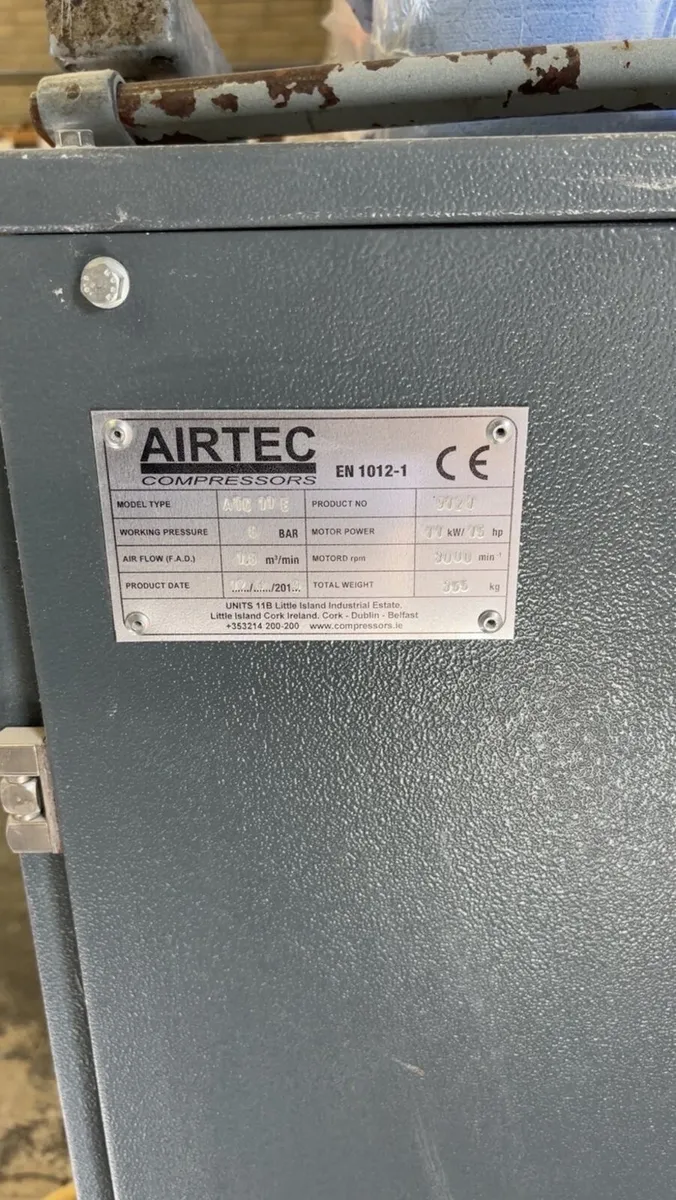 AIRTEC
COMPRESSORS
EN 1012-1 CE
MODEL TYPE PRODUCT NO
WORKING PRESSURE BAR MOTOR POWER kW/ hp
AIR FLOW (F.A.D.) m³/min MOTORD rpm min⁻¹
PRODUCT DATE ...../....../201... TOTAL WEIGHT kg
UNITS 11B Little Island Industrial Estate.
Little Island Cork Ireland. Cork - Dublin - Belfast
+353214 200-200 www.compressors.ie